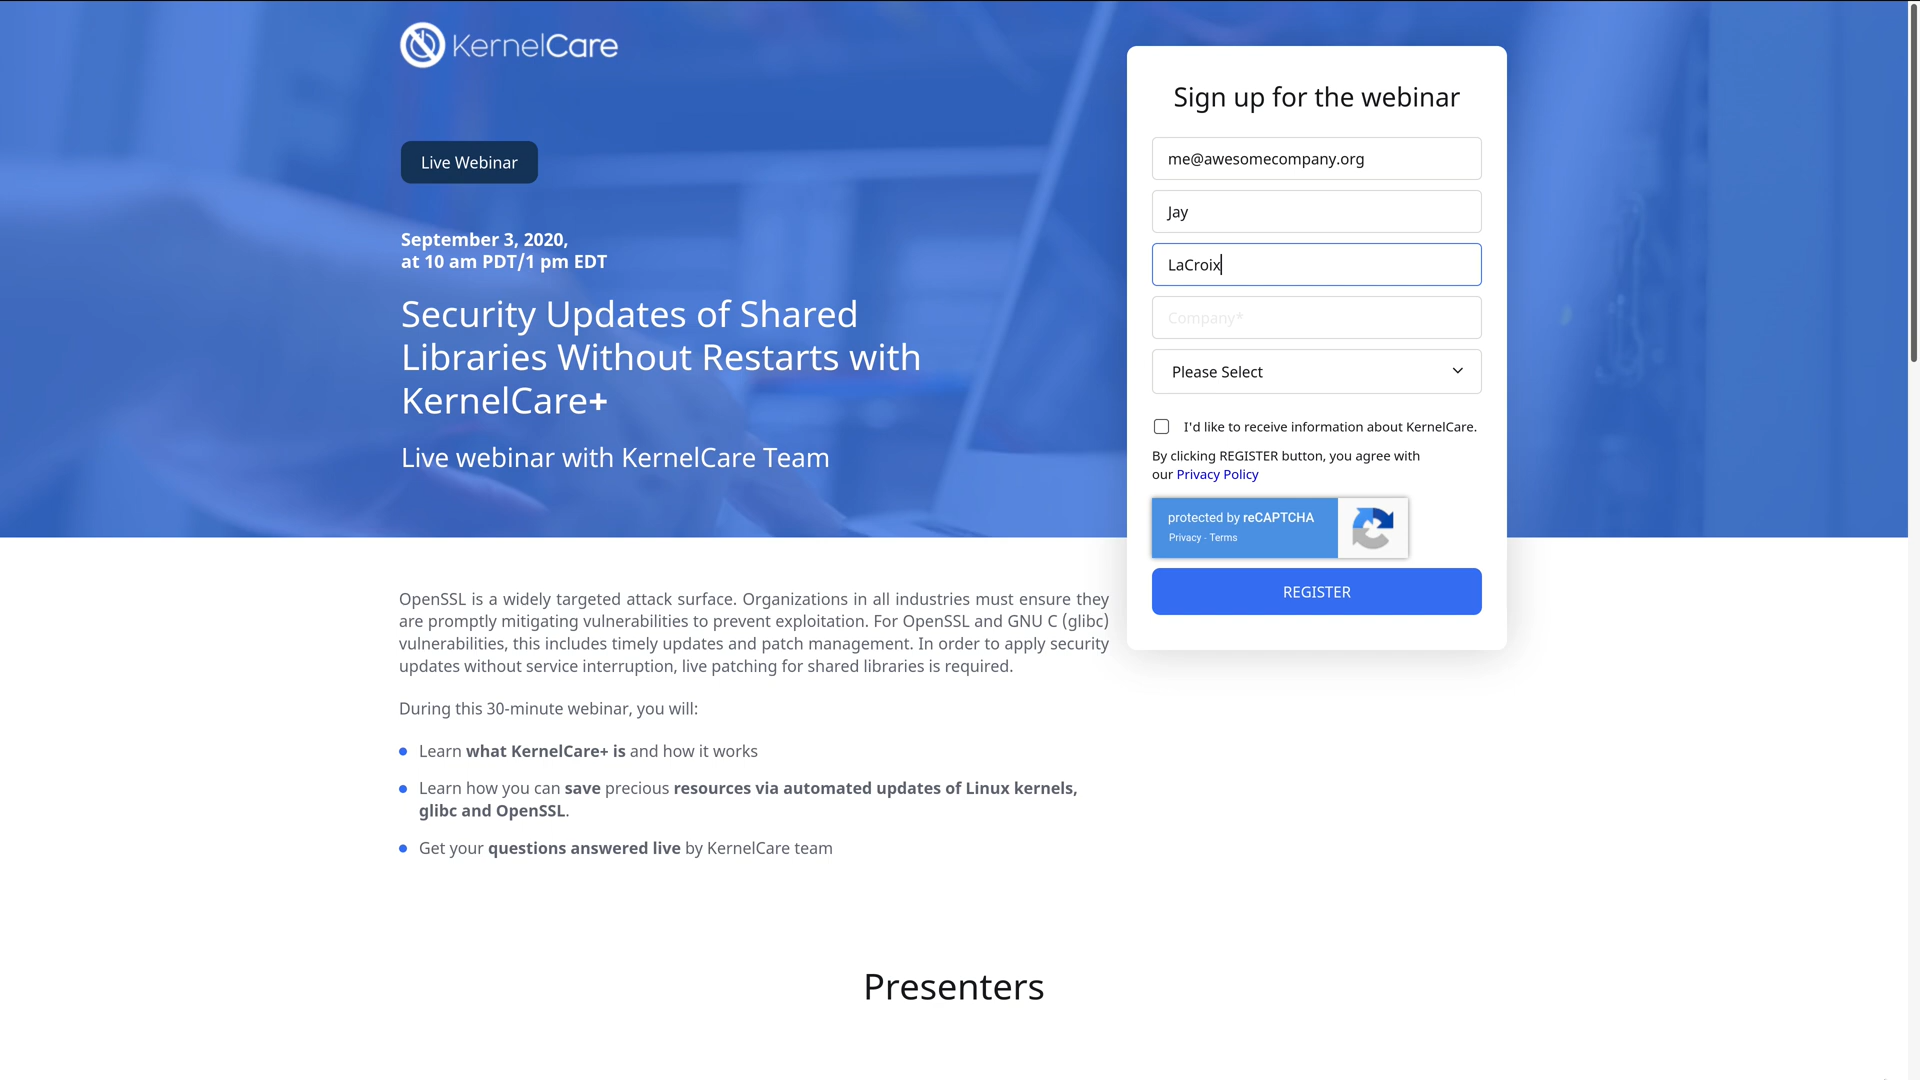 KernelCare
Live Webinar
September 3, 2020,
at 10 am PDT/1 pm EDT
Security Updates of Shared
Libraries Without Restarts with
KernelCare+
Live webinar with KernelCare Team
Sign up for the webinar
me@awesomecompany.org
Jay
LaCroix
Company*
Please Select
I'd like to receive information about KernelCare.
By clicking REGISTER button, you agree with
our Privacy Policy
protected by reCAPTCHA
Privacy - Terms
REGISTER
OpenSSL is a widely targeted attack surface. Organizations in all industries must ensure they
are promptly mitigating vulnerabilities to prevent exploitation. For OpenSSL and GNU C (glibc)
vulnerabilities, this includes timely updates and patch management. In order to apply security
updates without service interruption, live patching for shared libraries is required.
During this 30-minute webinar, you will:
Learn what KernelCare+ is and how it works
Learn how you can save precious resources via automated updates of Linux kernels,
glibc and OpenSSL.
Get your questions answered live by KernelCare team
Presenters